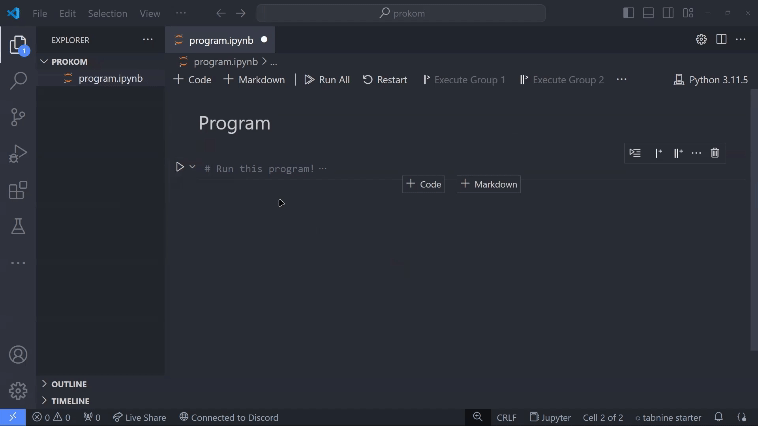 File Edit Selection View ··· prokom
EXPLORER ··· program.ipynb
1
PROKOM program.ipynb > ...
program.ipynb + Code + Markdown Run All Restart Execute Group 1 Execute Group 2 ··· Python 3.11.5
Program
# Run this program! ···
+ Code + Markdown
OUTLINE
TIMELINE
0 0 0 Live Share Connected to Discord CRLF Jupyter Cell 2 of 2 tabnine starter